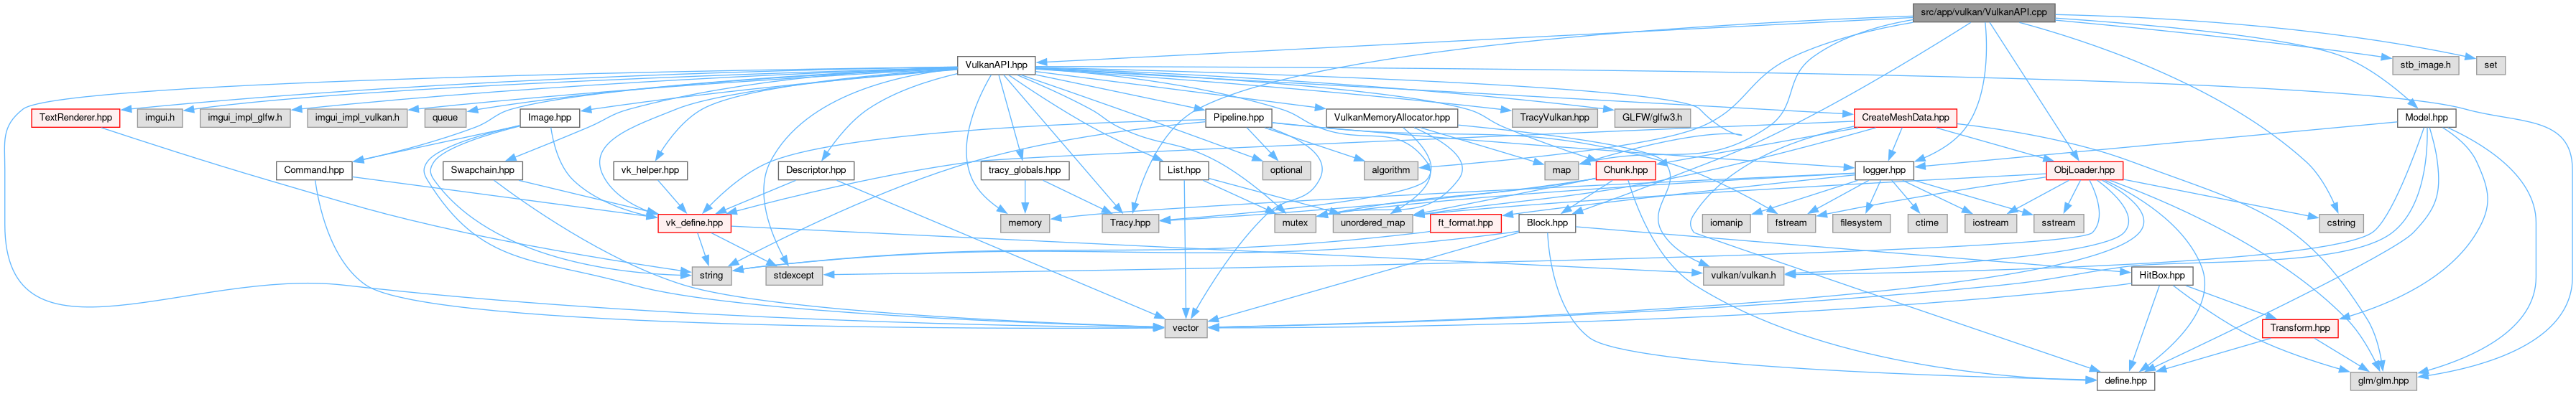 src/app/vulkan/VulkanAPI.cpp
VulkanAPI.hpp
stb_image.h
set
TextRenderer.hpp
imgui.h
imgui_impl_glfw.h
imgui_impl_vulkan.h
queue
Image.hpp
Pipeline.hpp
VulkanMemoryAllocator.hpp
TracyVulkan.hpp
GLFW/glfw3.h
CreateMeshData.hpp
Model.hpp
Command.hpp
Swapchain.hpp
vk_helper.hpp
Descriptor.hpp
tracy_globals.hpp
List.hpp
optional
algorithm
map
Chunk.hpp
logger.hpp
ObjLoader.hpp
vk_define.hpp
memory
Tracy.hpp
mutex
unordered_map
ft_format.hpp
Block.hpp
iomanip
fstream
filesystem
ctime
iostream
sstream
cstring
string
stdexcept
vulkan/vulkan.h
HitBox.hpp
vector
Transform.hpp
define.hpp
glm/glm.hpp